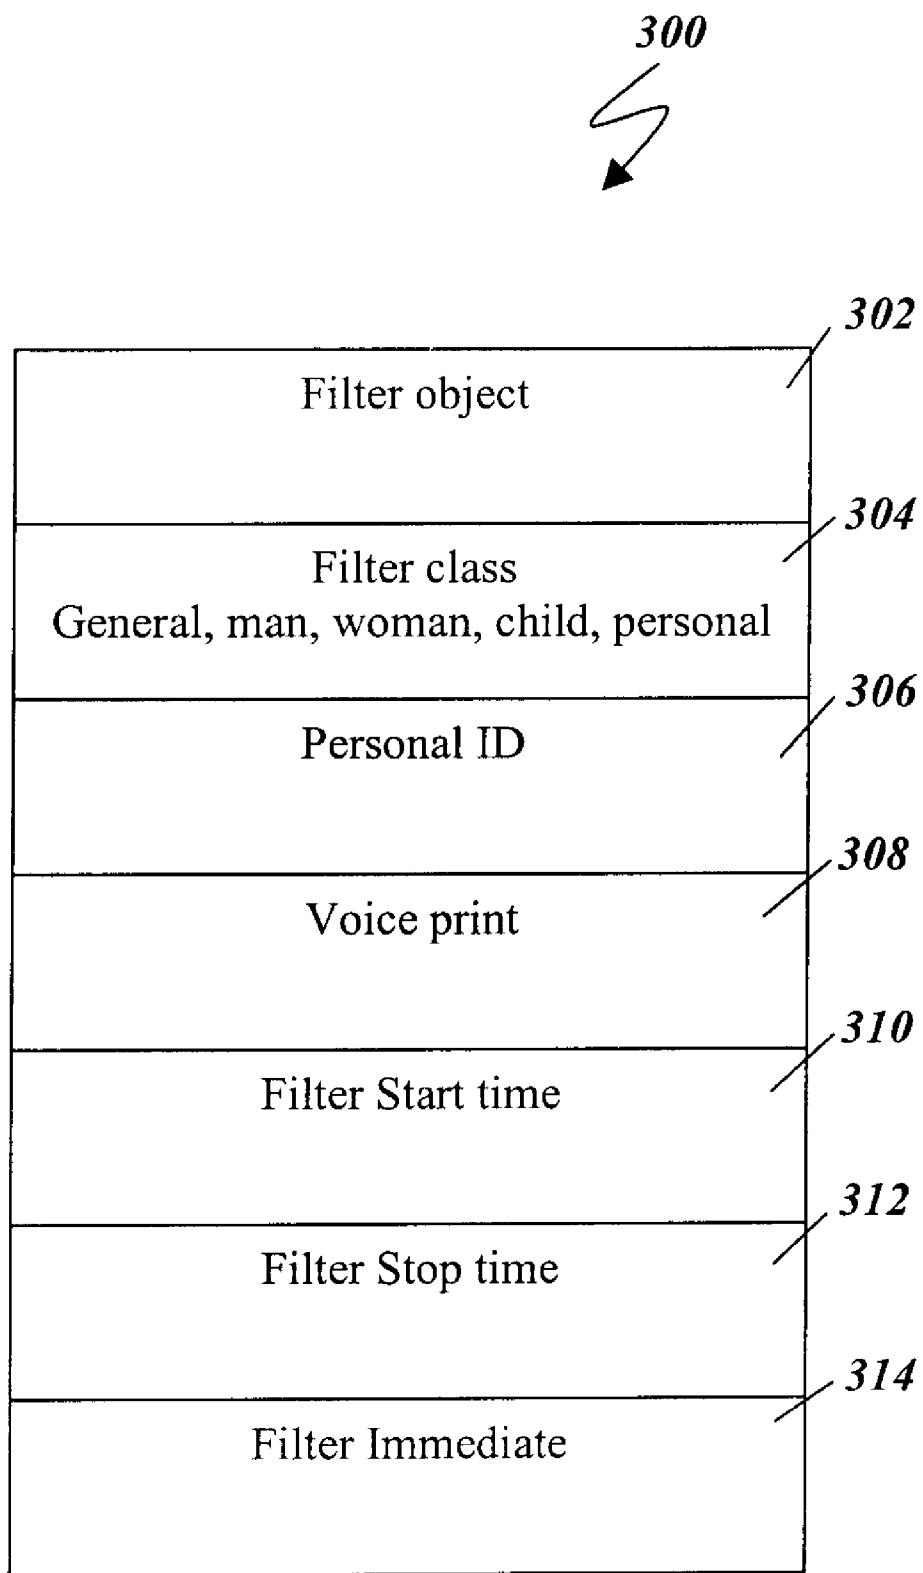 300
302
Filter object
304
Filter class
General, man, woman, child, personal
306
Personal ID
308
Voice print
310
Filter Start time
312
Filter Stop time
314
Filter Immediate